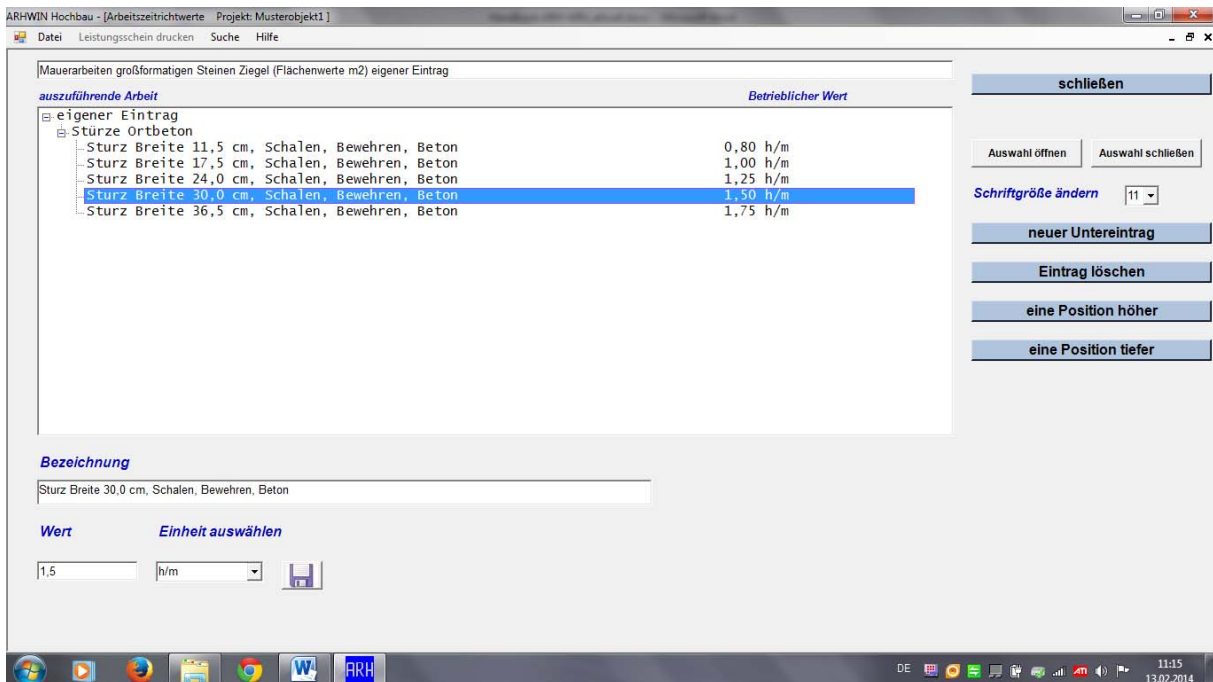 ARHWIN Hochbau - [Arbeitszeitrichtwerte Projekt: Musterobjekt1 ]
Datei Leistungsschein drucken Suche Hilfe
Mauerarbeiten großformatigen Steinen Ziegel (Flächenwerte m2) eigener Eintrag
schließen
auszuführende Arbeit Betrieblicher Wert
eigener Eintrag
Stürze Ortbeton
Sturz Breite 11,5 cm, Schalen, Bewehren, Beton 0,80 h/m
Sturz Breite 17,5 cm, Schalen, Bewehren, Beton 1,00 h/m
Sturz Breite 24,0 cm, Schalen, Bewehren, Beton 1,25 h/m
Sturz Breite 30,0 cm, Schalen, Bewehren, Beton 1,50 h/m
Sturz Breite 36,5 cm, Schalen, Bewehren, Beton 1,75 h/m
Auswahl öffnen Auswahl schließen
Schriftgröße ändern 11
neuer Untereintrag
Eintrag löschen
eine Position höher
eine Position tiefer
Bezeichnung
Sturz Breite 30,0 cm, Schalen, Bewehren, Beton
Wert Einheit auswählen
1,5 h/m
W ARH DE 11:15
13.02.2014